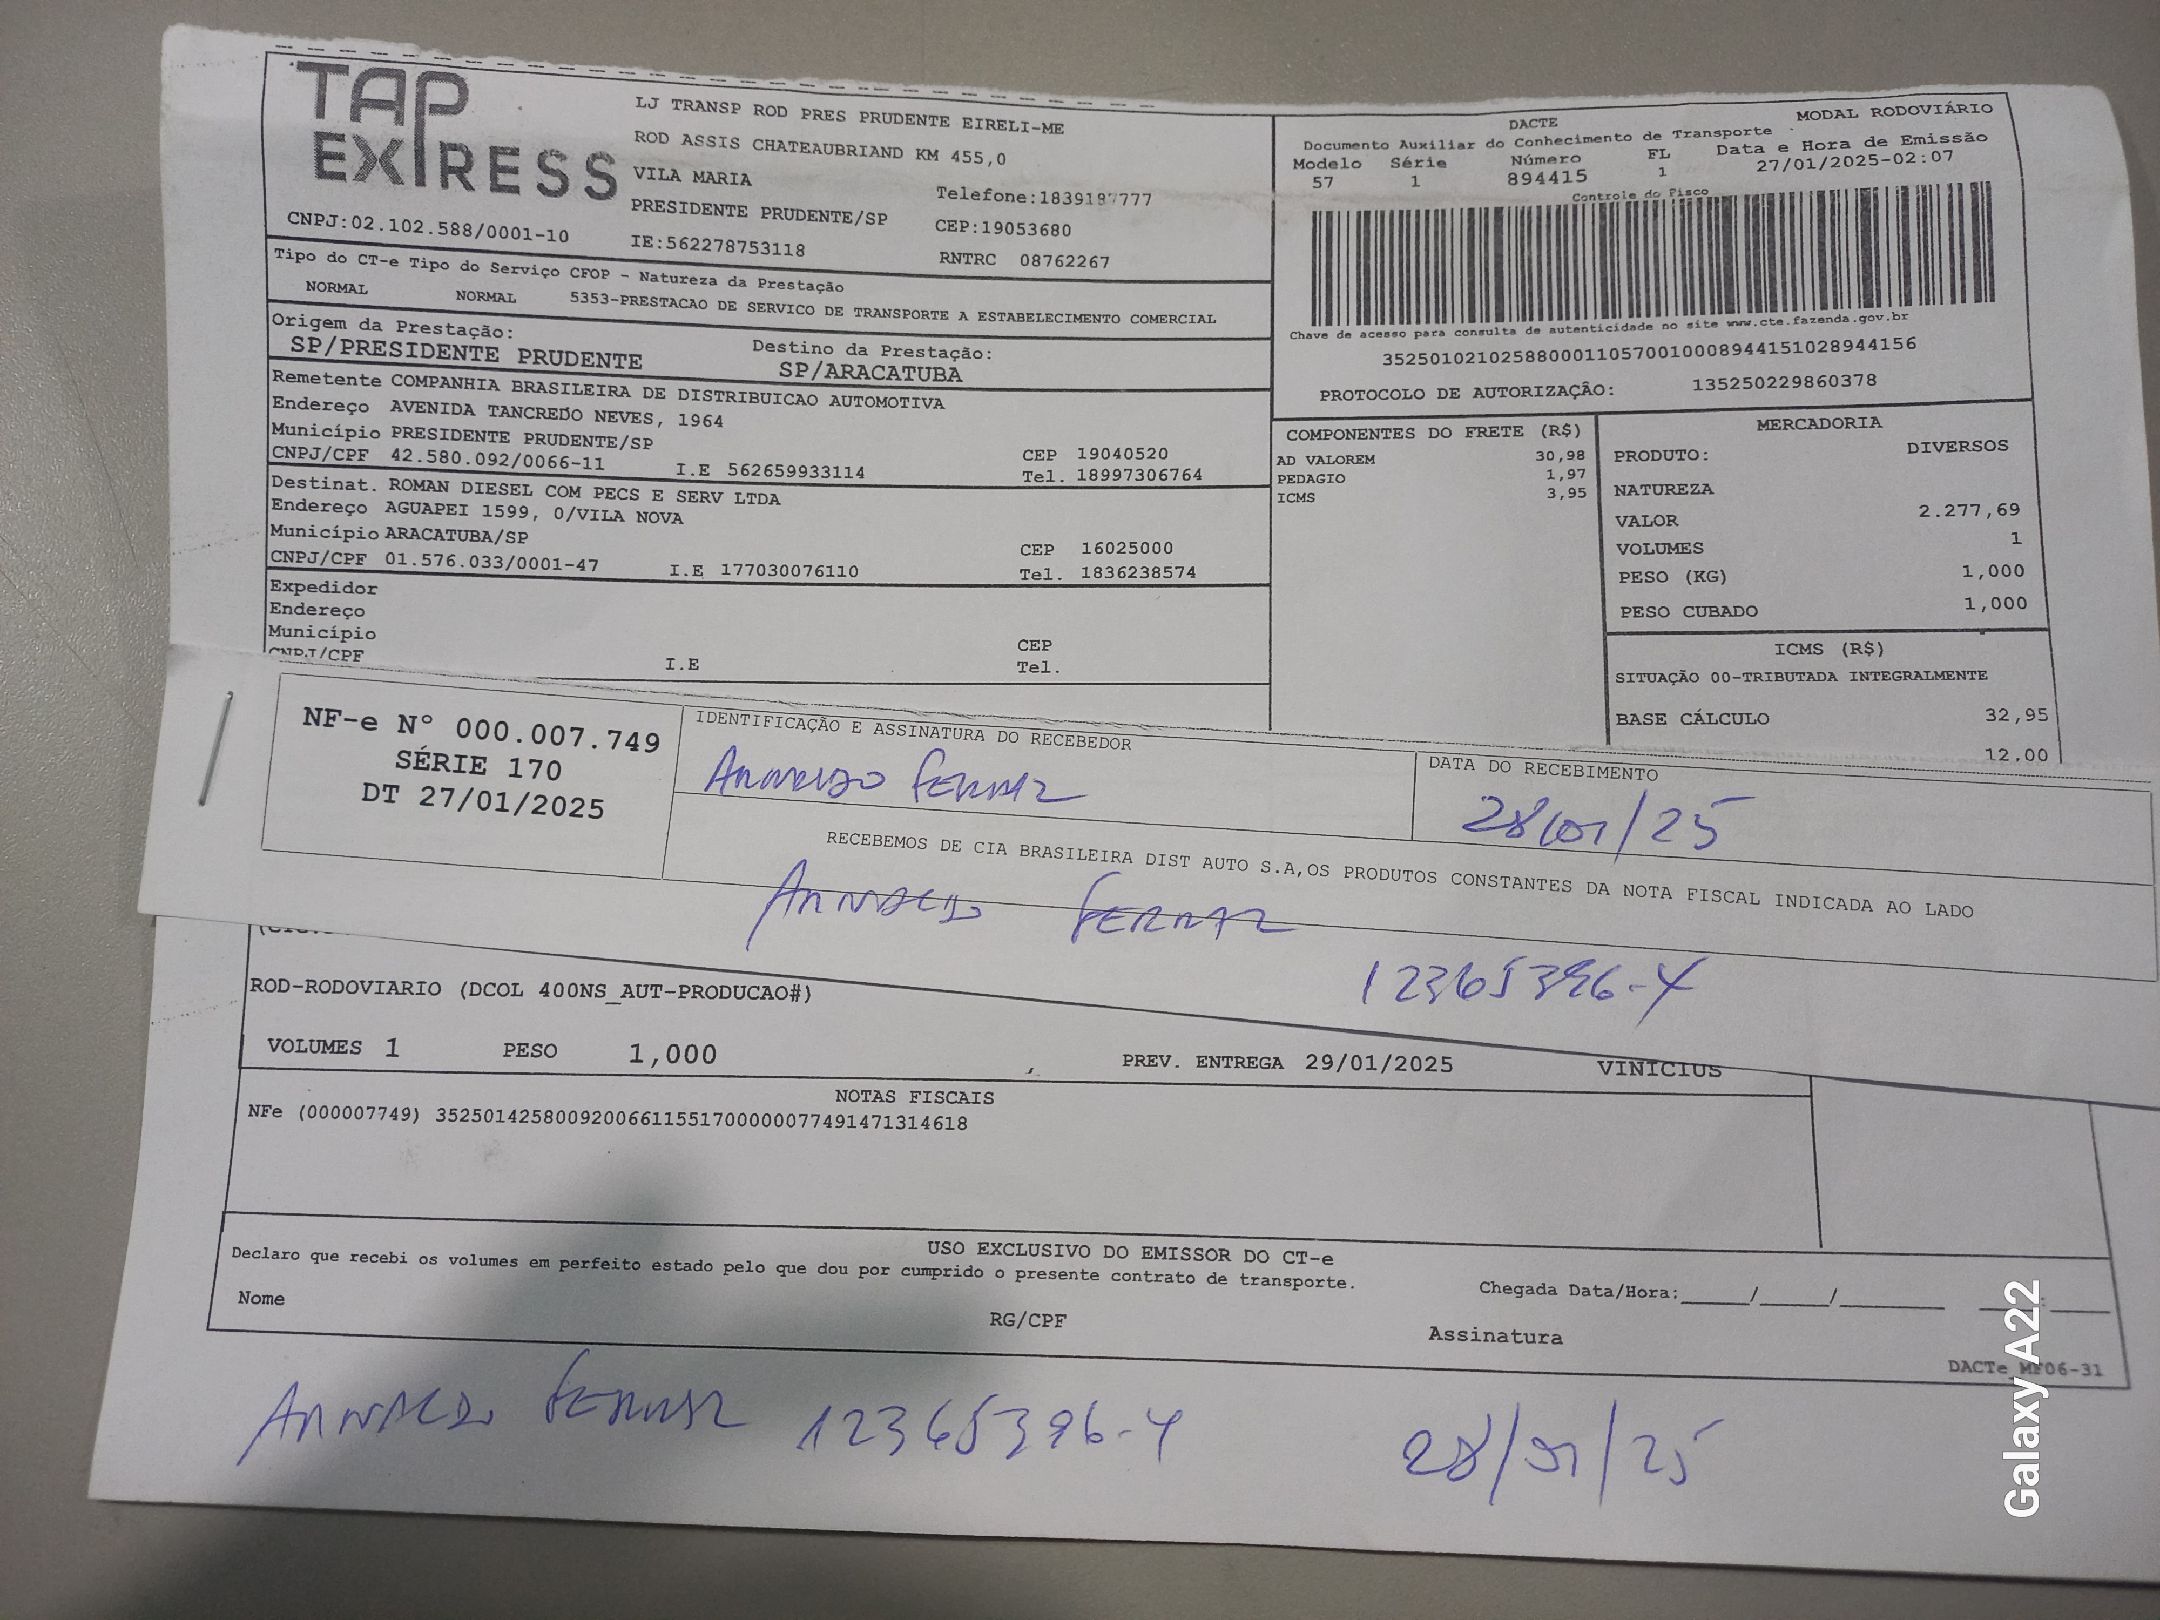 TAP
EXPRESS
CNPJ:02.102.588/0001-10
LJ TRANSP ROD PRES PRUDENTE EIRELI-ME
ROD ASSIS CHATEAUBRIAND KM 455,0
VILA MARIA
Telefone:1839187777
PRESIDENTE PRUDENTE/SP
CEP:19053680
IE:562278753118
RNTRC 08762267
DACTE
MODAL RODOVIÁRIO
Documento Auxiliar do Conhecimento de Transporte
Modelo Série Número FL Data e Hora de Emissão
57 1 894415 1 27/01/2025-02:07
Controle do Fisco
Chave de acesso para consulta de autenticidade no site www.cte.fazenda.gov.br
35250102102588000110570010008944151028944156
PROTOCOLO DE AUTORIZAÇÃO: 135250229860378
Tipo do CT-e Tipo do Serviço CFOP - Natureza da Prestação
NORMAL NORMAL 5353-PRESTACAO DE SERVICO DE TRANSPORTE A ESTABELECIMENTO COMERCIAL
Origem da Prestação:
SP/PRESIDENTE PRUDENTE
Destino da Prestação:
SP/ARACATUBA
Remetente COMPANHIA BRASILEIRA DE DISTRIBUICAO AUTOMOTIVA
Endereço AVENIDA TANCREDO NEVES, 1964
Município PRESIDENTE PRUDENTE/SP CEP 19040520
CNPJ/CPF 42.580.092/0066-11 I.E 562659933114 Tel. 18997306764
Destinat. ROMAN DIESEL COM PECS E SERV LTDA
Endereço AGUAPEI 1599, 0/VILA NOVA
Município ARACATUBA/SP CEP 16025000
CNPJ/CPF 01.576.033/0001-47 I.E 177030076110 Tel. 1836238574
Expedidor
Endereço
Município CEP
CNPJ/CPF I.E Tel.
COMPONENTES DO FRETE (R$)
AD VALOREM 30,98
PEDAGIO 1,97
ICMS 3,95
MERCADORIA
PRODUTO: DIVERSOS
NATUREZA
VALOR 2.277,69
VOLUMES 1
PESO (KG) 1,000
PESO CUBADO 1,000
ICMS (R$)
SITUAÇÃO 00-TRIBUTADA INTEGRALMENTE
BASE CÁLCULO 32,95
12,00
NF-e N° 000.007.749
SÉRIE 170
DT 27/01/2025
IDENTIFICAÇÃO E ASSINATURA DO RECEBEDOR
Arnaldo Ferraz
DATA DO RECEBIMENTO
28/01/25
RECEBEMOS DE CIA BRASILEIRA DIST AUTO S.A,OS PRODUTOS CONSTANTES DA NOTA FISCAL INDICADA AO LADO
Arnaldo Ferraz
12365396-4
ROD-RODOVIARIO (DCOL 400NS_AUT-PRODUCAO#)
VOLUMES 1 PESO 1,000 PREV. ENTREGA 29/01/2025 VINICIUS
NOTAS FISCAIS
NFe (000007749) 35250142580092006611551700000077491471314618
USO EXCLUSIVO DO EMISSOR DO CT-e
Declaro que recebi os volumes em perfeito estado pelo que dou por cumprido o presente contrato de transporte.
Chegada Data/Hora:_____/_____/_______ ___:____
Nome RG/CPF Assinatura
DACTe MF06-31
Arnaldo Ferraz 12365396-4 28/01/25
Galaxy A22